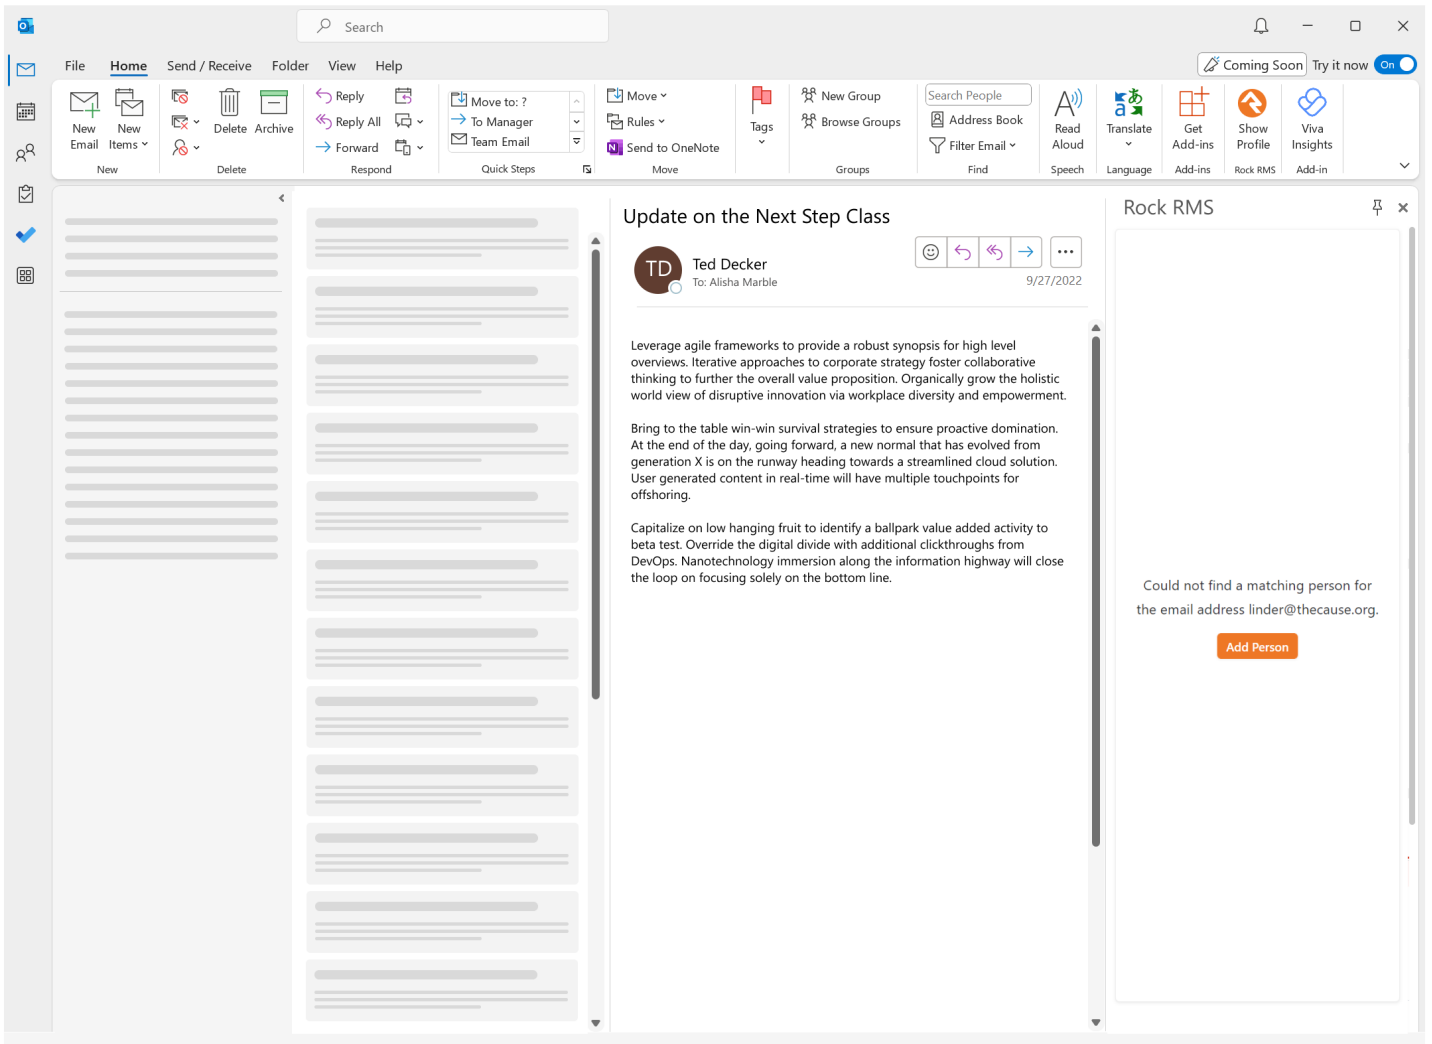 Search
File Home Send / Receive Folder View Help
Coming Soon Try it now On
New Email
New Items
New
Delete
Archive
Delete
Reply
Reply All
Forward
Respond
Move to: ?
To Manager
Team Email
Quick Steps
Move
Rules
Send to OneNote
Move
Tags
New Group
Browse Groups
Groups
Search People
Address Book
Filter Email
Find
Read Aloud
Speech
Translate
Language
Get Add-ins
Add-ins
Show Profile
Rock RMS
Viva Insights
Add-in
Update on the Next Step Class
TD
Ted Decker
To: Alisha Marble
9/27/2022
Leverage agile frameworks to provide a robust synopsis for high level
overviews. Iterative approaches to corporate strategy foster collaborative
thinking to further the overall value proposition. Organically grow the holistic
world view of disruptive innovation via workplace diversity and empowerment.
Bring to the table win-win survival strategies to ensure proactive domination.
At the end of the day, going forward, a new normal that has evolved from
generation X is on the runway heading towards a streamlined cloud solution.
User generated content in real-time will have multiple touchpoints for
offshoring.
Capitalize on low hanging fruit to identify a ballpark value added activity to
beta test. Override the digital divide with additional clickthroughs from
DevOps. Nanotechnology immersion along the information highway will close
the loop on focusing solely on the bottom line.
Rock RMS
Could not find a matching person for
the email address linder@thecause.org.
Add Person